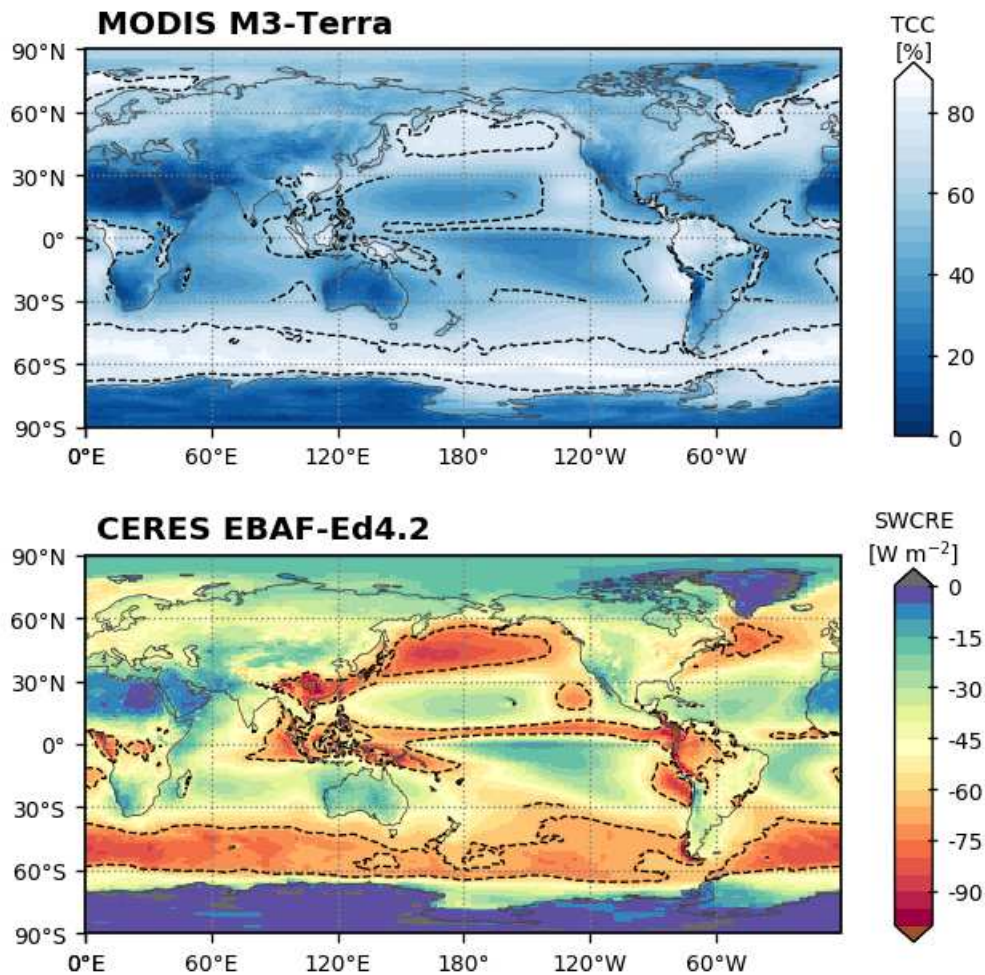 MODIS M3-Terra
TCC
[%]
90°N
60°N
30°N
0°
30°S
60°S
90°S
0°E 60°E 120°E 180° 120°W 60°W
80
60
40
20
0
CERES EBAF-Ed4.2
SWCRE
[W m⁻²]
90°N
60°N
30°N
0°
30°S
60°S
90°S
0°E 60°E 120°E 180° 120°W 60°W
0
-15
-30
-45
-60
-75
-90